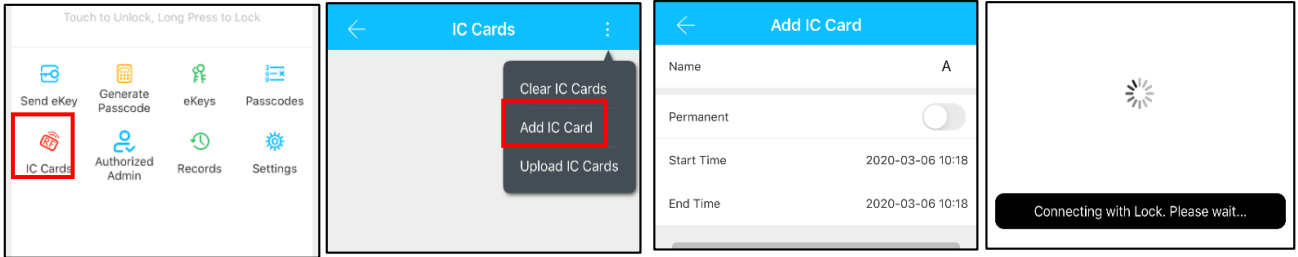 Touch to Unlock, Long Press to Lock
Send eKey
Generate
Passcode
eKeys
Passcodes
RF
IC Cards
Authorized
Admin
Records
Settings
IC Cards
Clear IC Cards
Add IC Card
Upload IC Cards
Add IC Card
Name A
Permanent
Start Time 2020-03-06 10:18
End Time 2020-03-06 10:18
Connecting with Lock. Please wait...